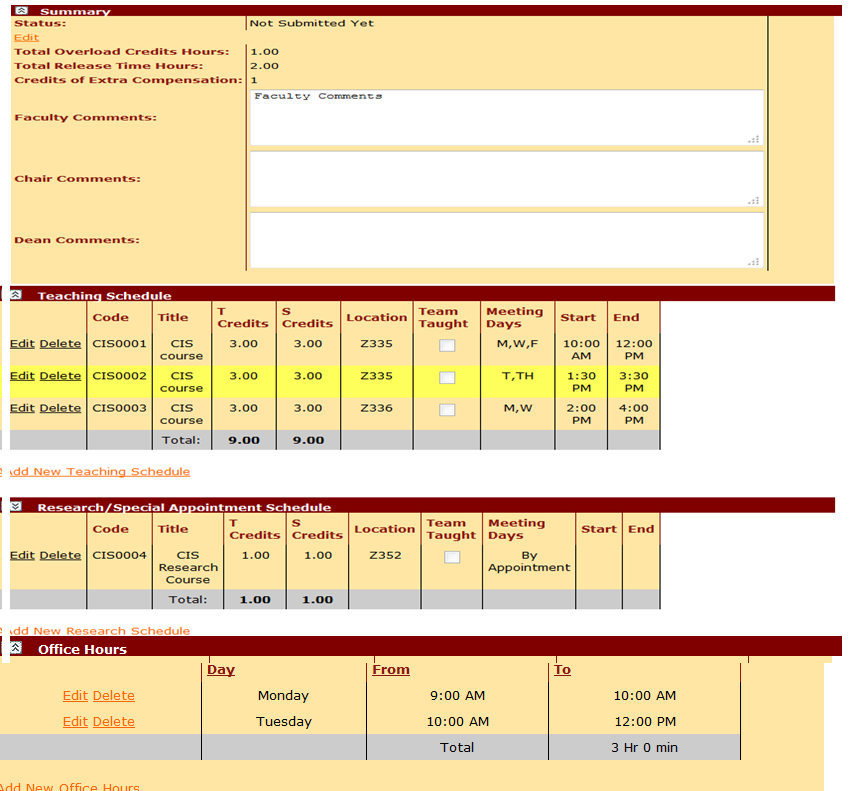 Summary
Status: Not Submitted Yet
Edit
Total Overload Credits Hours: 1.00
Total Release Time Hours: 2.00
Credits of Extra Compensation: 1
Faculty Comments
Faculty Comments:
Chair Comments:
Dean Comments:
Teaching Schedule
Code Title T Credits S Credits Location Team Taught Meeting Days Start End
Edit Delete CIS0001 CIS course 3.00 3.00 Z335 M,W,F 10:00 AM 12:00 PM
Edit Delete CIS0002 CIS course 3.00 3.00 Z335 T,TH 1:30 PM 3:30 PM
Edit Delete CIS0003 CIS course 3.00 3.00 Z336 M,W 2:00 PM 4:00 PM
Total: 9.00 9.00
Add New Teaching Schedule
Research/Special Appointment Schedule
Code Title T Credits S Credits Location Team Taught Meeting Days Start End
Edit Delete CIS0004 CIS Research Course 1.00 1.00 Z352 By Appointment
Total: 1.00 1.00
Add New Research Schedule
Office Hours
Day From To
Edit Delete Monday 9:00 AM 10:00 AM
Edit Delete Tuesday 10:00 AM 12:00 PM
Total 3 Hr 0 min
Add New Office Hours